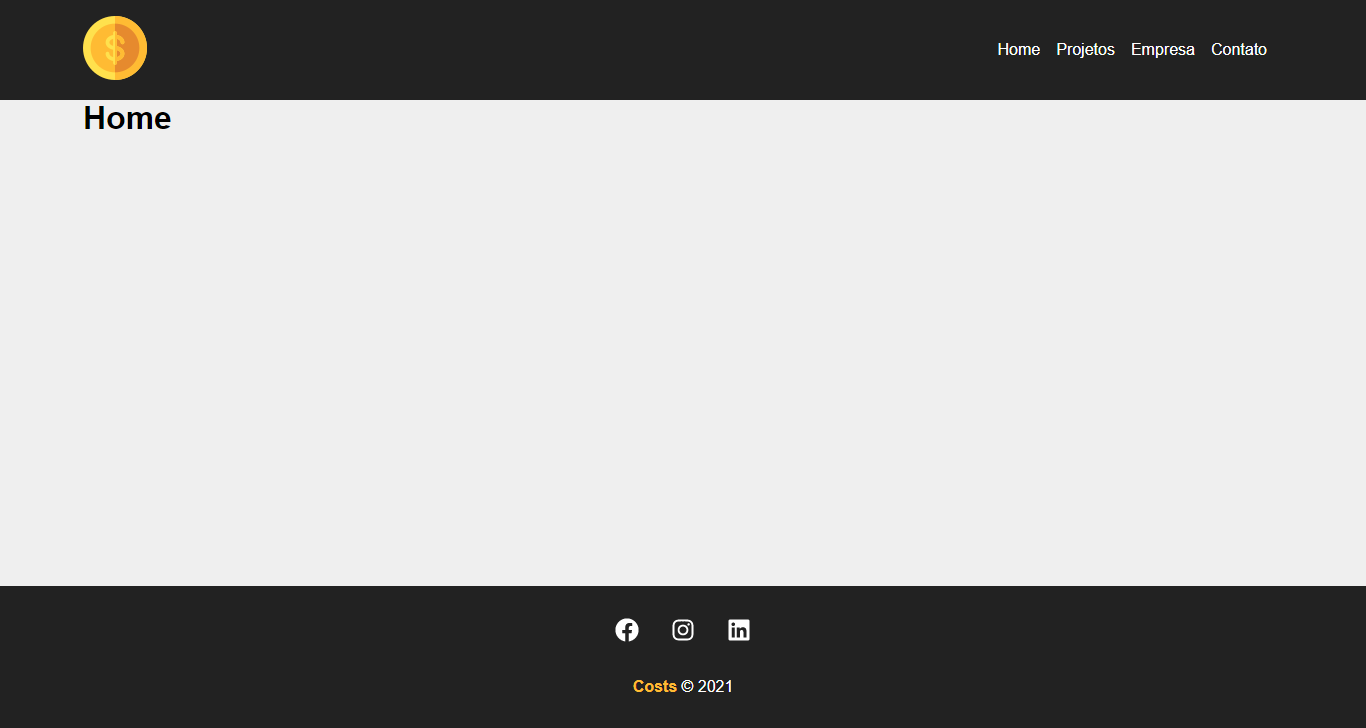 $
Home Projetos Empresa Contato
Home
Costs © 2021